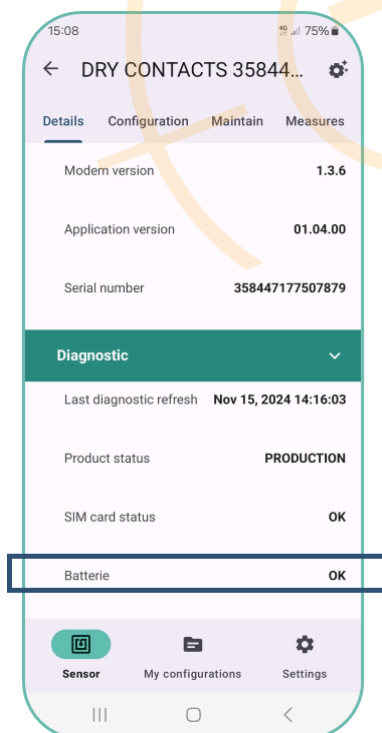 15:08 75%
DRY CONTACTS 35844...
Details Configuration Maintain Measures
Modem version 1.3.6
Application version 01.04.00
Serial number 358447177507879
Diagnostic
Last diagnostic refresh Nov 15, 2024 14:16:03
Product status PRODUCTION
SIM card status OK
Batterie OK
Sensor My configurations Settings